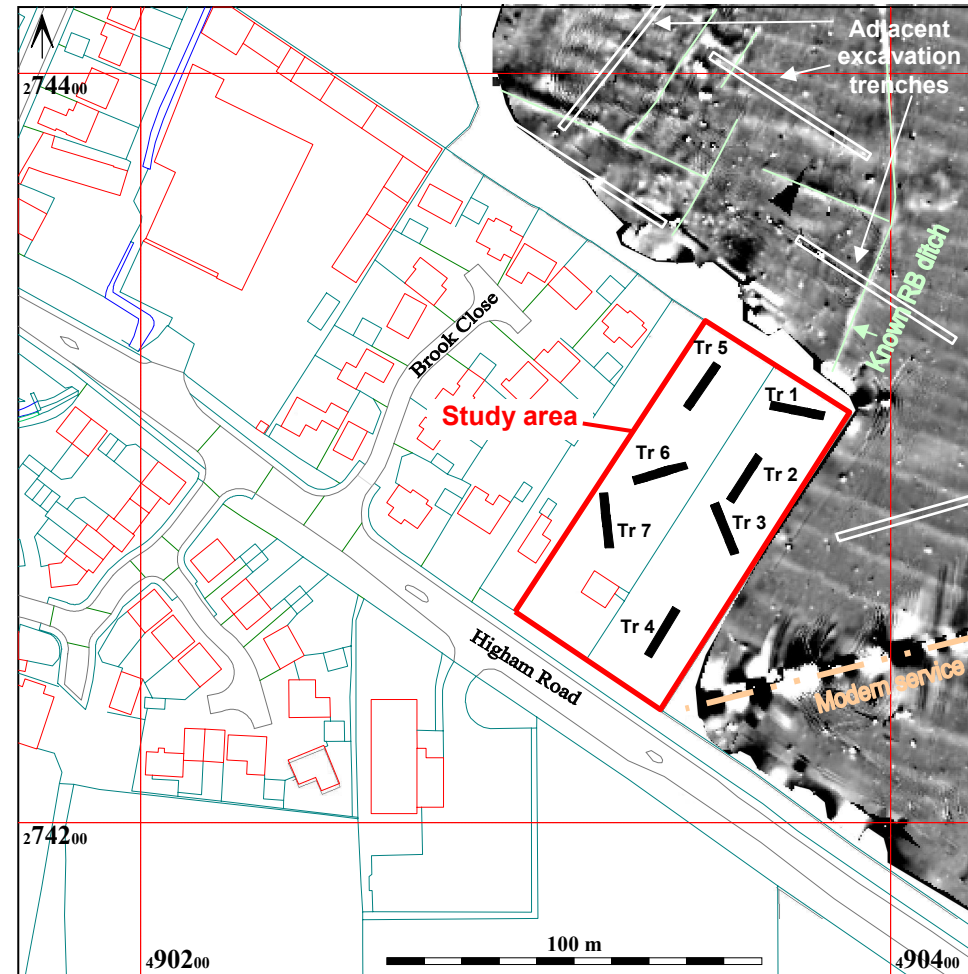 Adjacent
excavation
trenches
274400
Known RB ditch
Brook Close
Tr 5
Tr 1
Study area
Tr 6
Tr 2
Tr 7
Tr 3
Tr 4
Higham Road
Modern service
274200
490200
100 m
490400